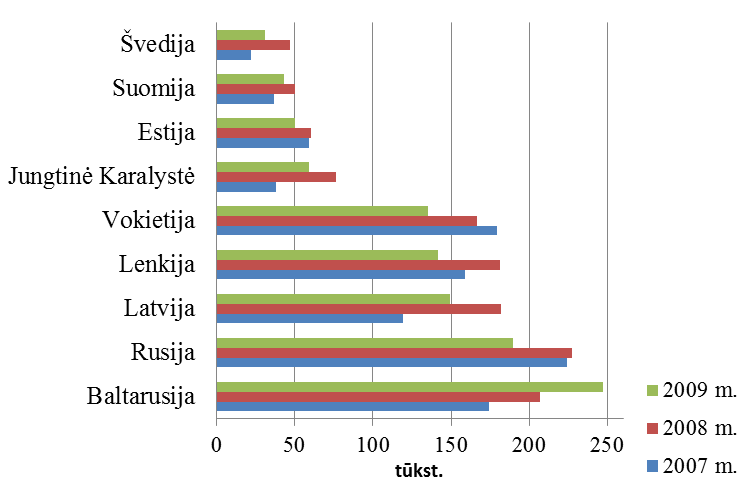 Švedija
Suomija
Estija
Jungtinė Karalystė
Vokietija
Lenkija
Latvija
Rusija
Baltarusija
0 50 100 150 200 250
tūkst.
2009 m.
2008 m.
2007 m.